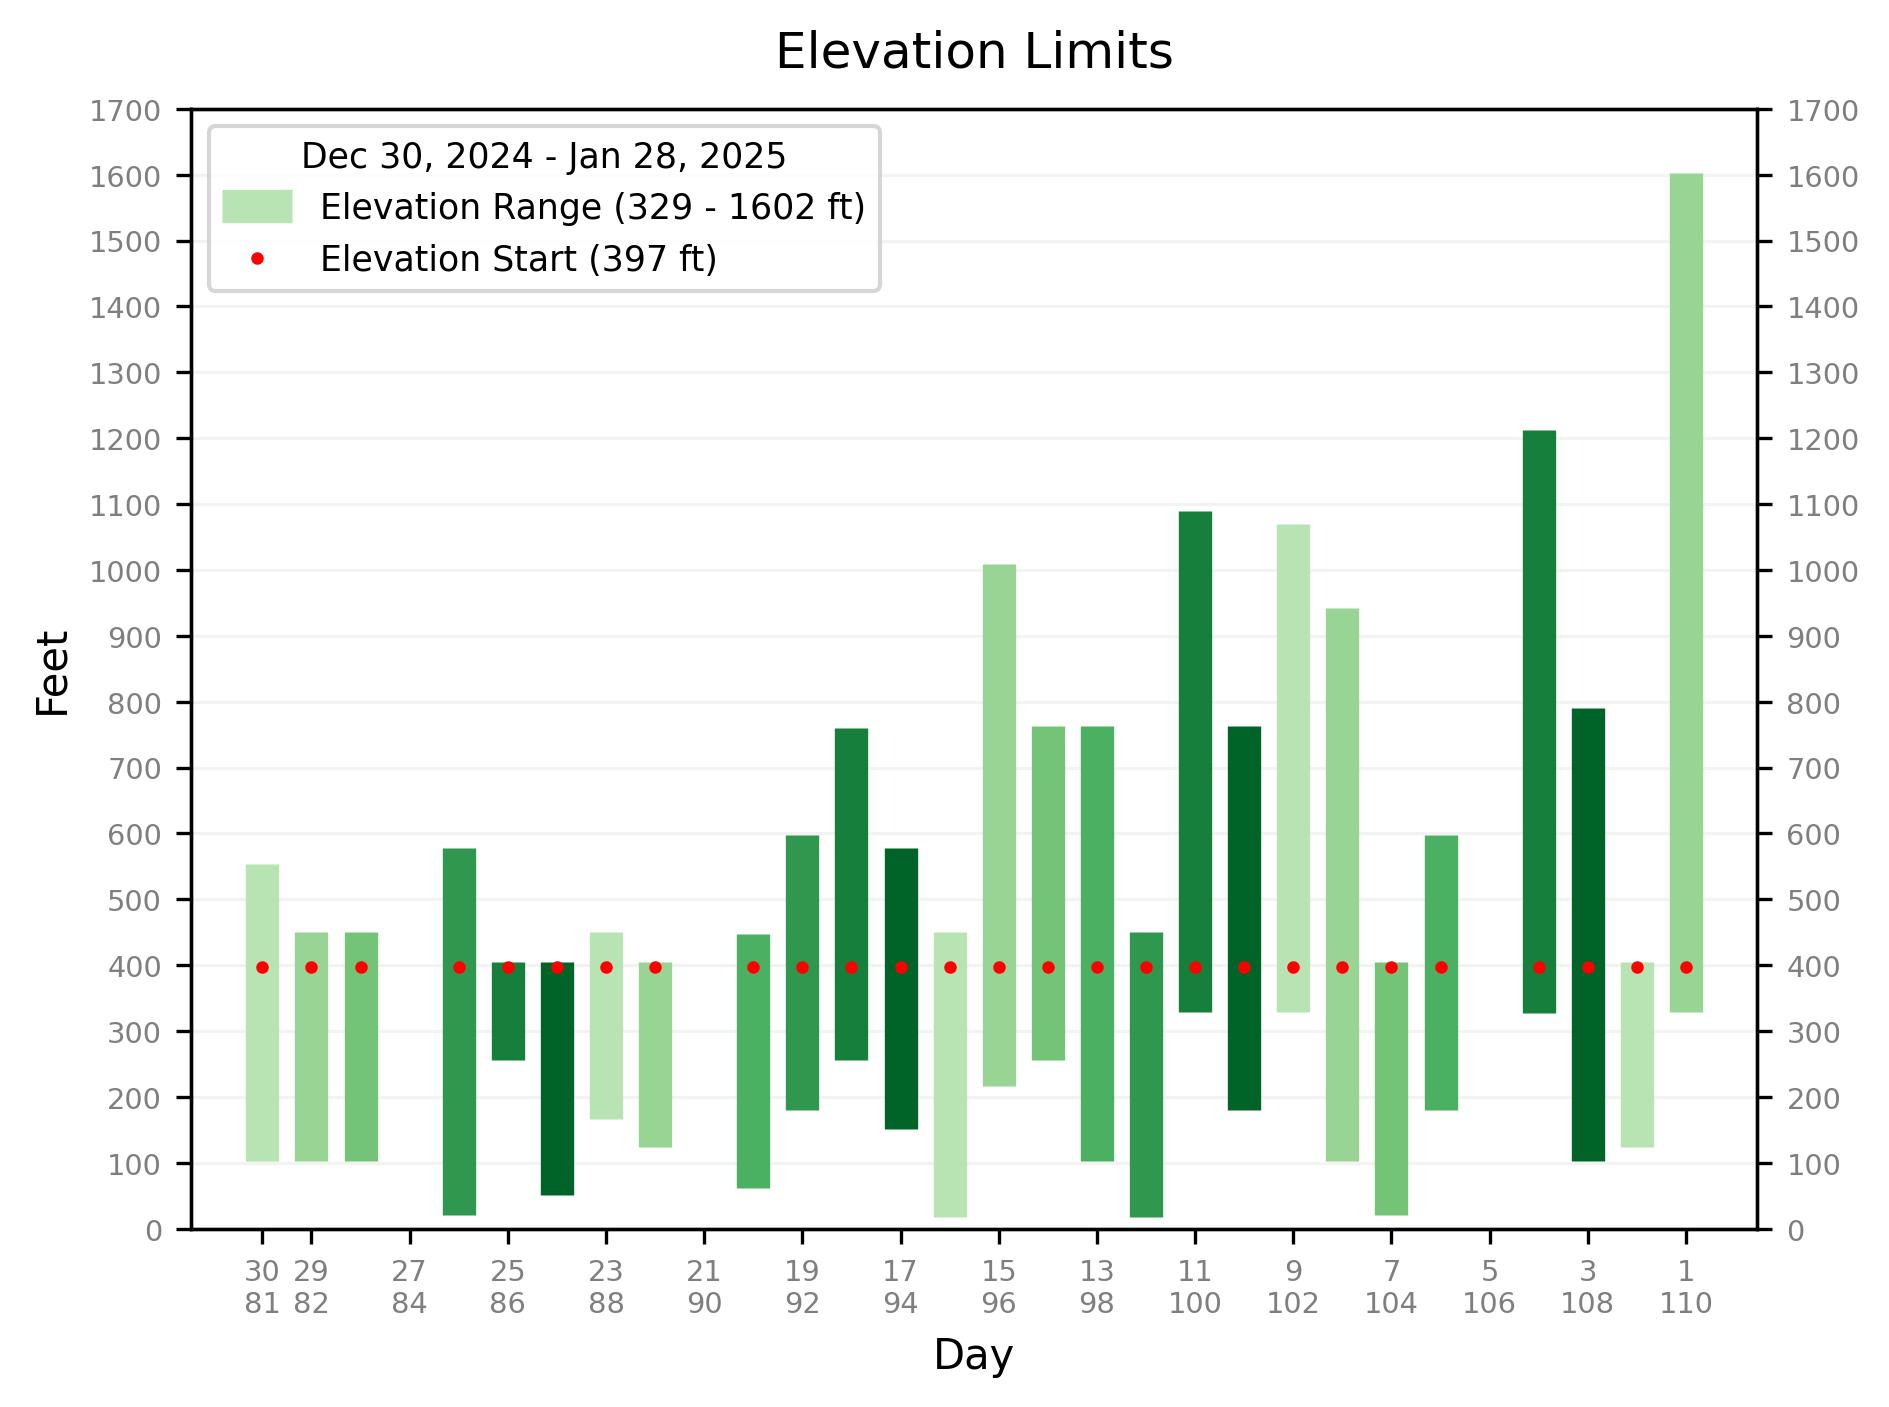 Elevation Limits
Dec 30, 2024 - Jan 28, 2025
Elevation Range (329 - 1602 ft)
Elevation Start (397 ft)
1700 1700
1600 1600
1500 1500
1400 1400
1300 1300
1200 1200
1100 1100
1000 1000
900 900
800 800
700 700
600 600
500 500
400 400
300 300
200 200
100 100
0 0
Feet
30 29 27 25 23 21 19 17 15 13 11 9 7 5 3 1
81 82 84 86 88 90 92 94 96 98 100 102 104 106 108 110
Day